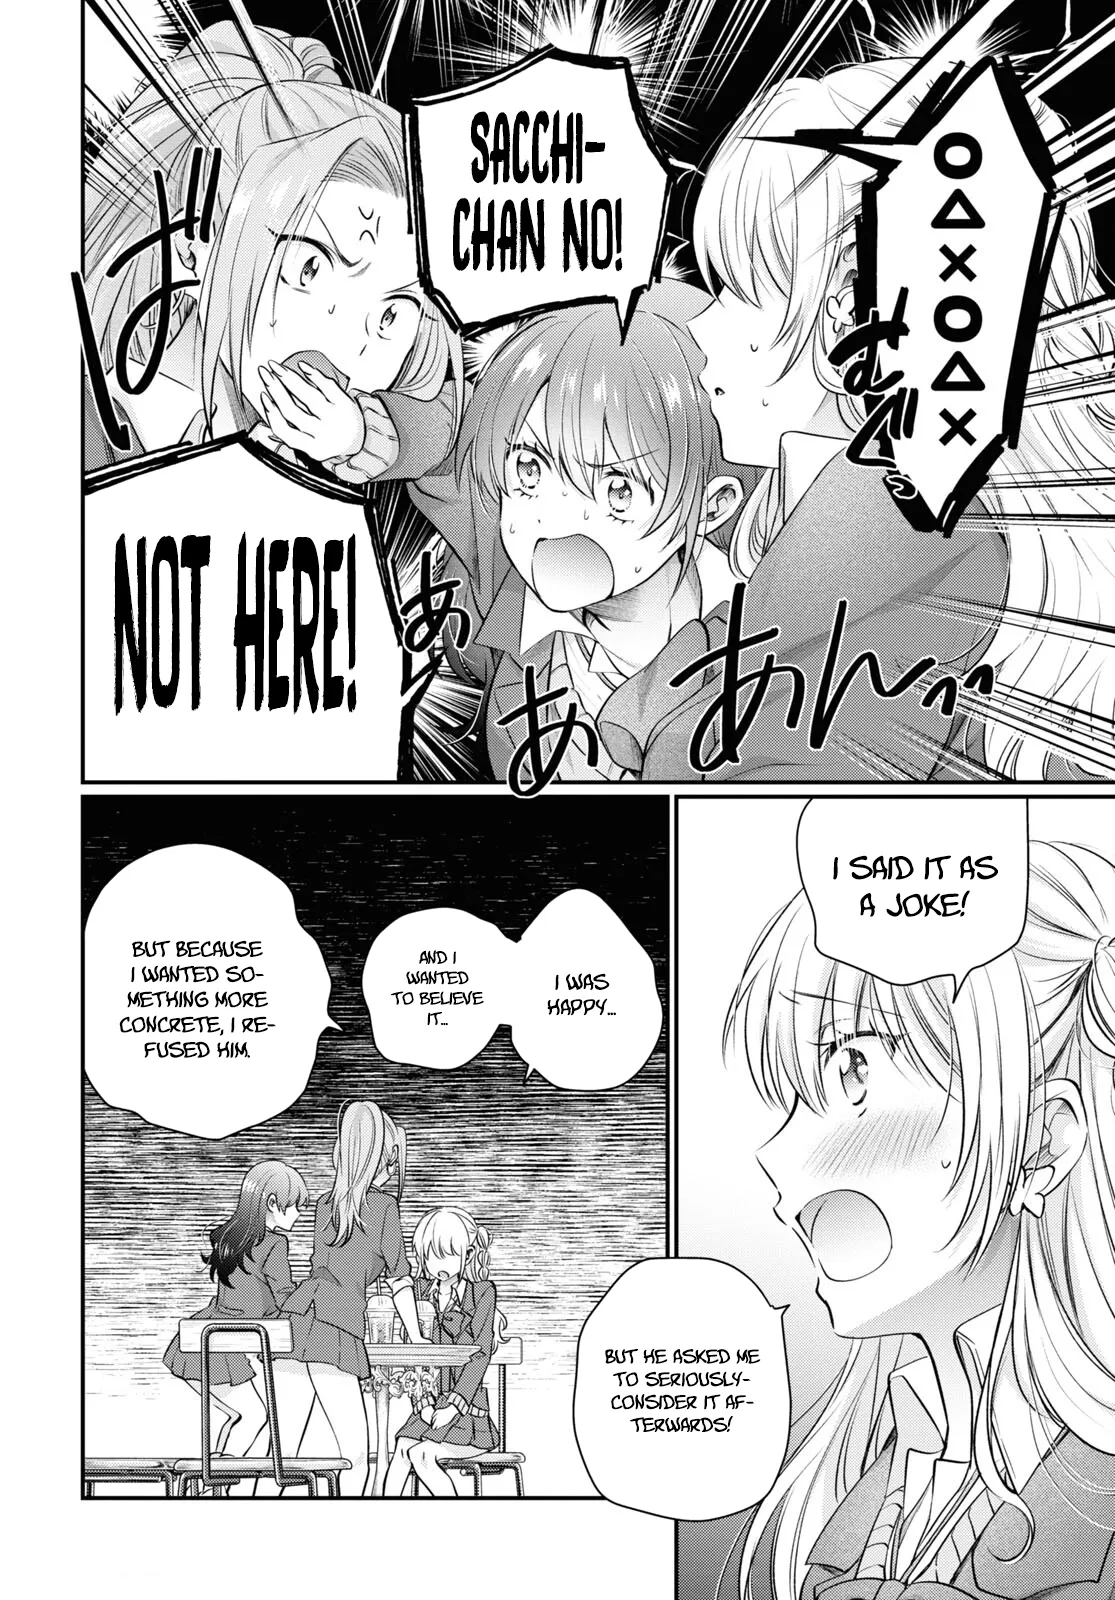 ○△×○△×
むぐっ
SACCHI-
CHAN NO!
あぁあぁあん
NOT HERE!
I SAID IT AS
A JOKE!
BUT HE ASKED ME
TO SERIOUSLY-
CONSIDER IT AF-
TERWARDS!
I WAS
HAPPY...
AND I
WANTED
TO BELIEVE
IT...
BUT BECAUSE
I WANTED SO-
METHING MORE
CONCRETE, I RE-
FUSED HIM.